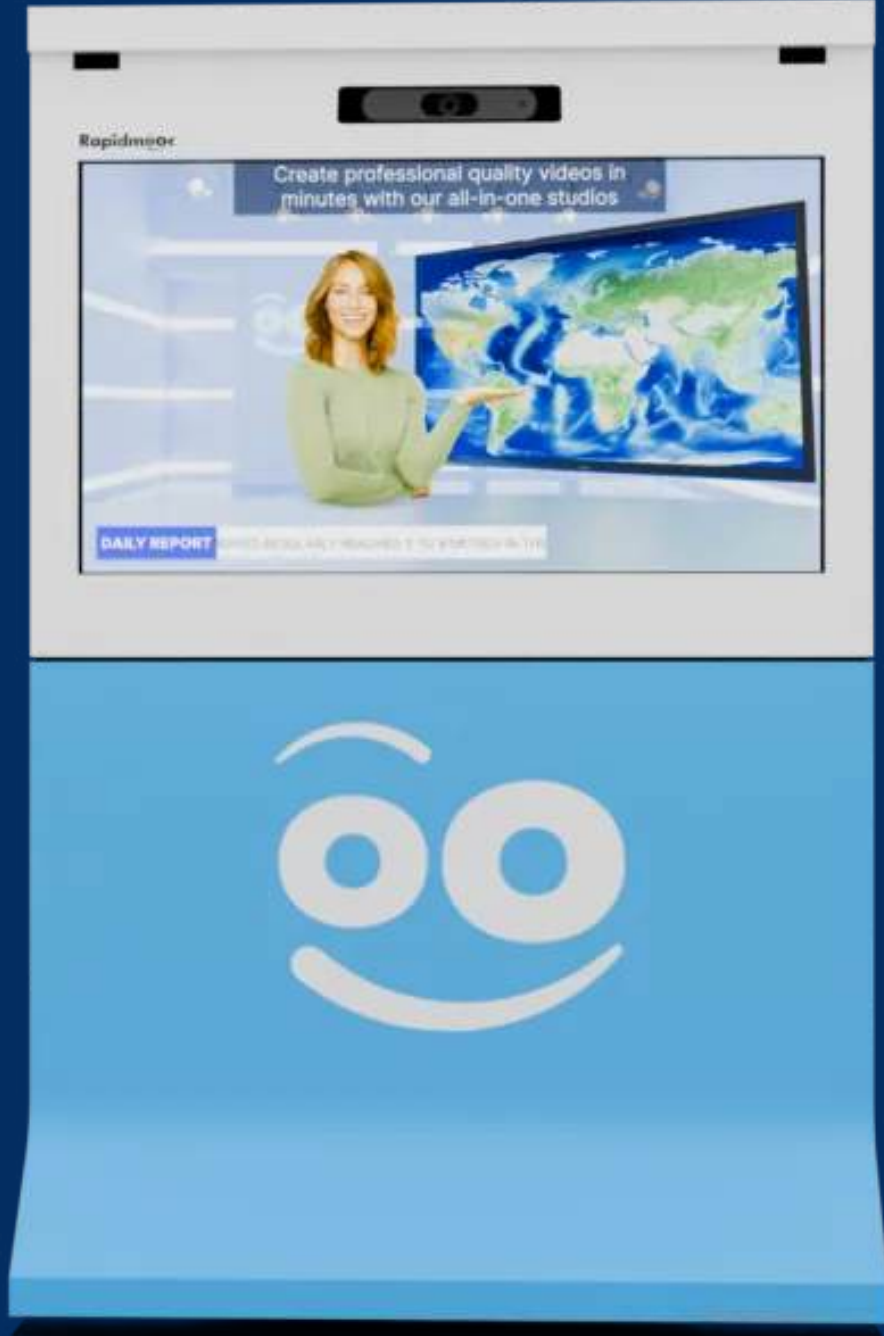 Rapidmooc
Create professional quality videos in
minutes with our all-in-one studios
DAILY REPORT